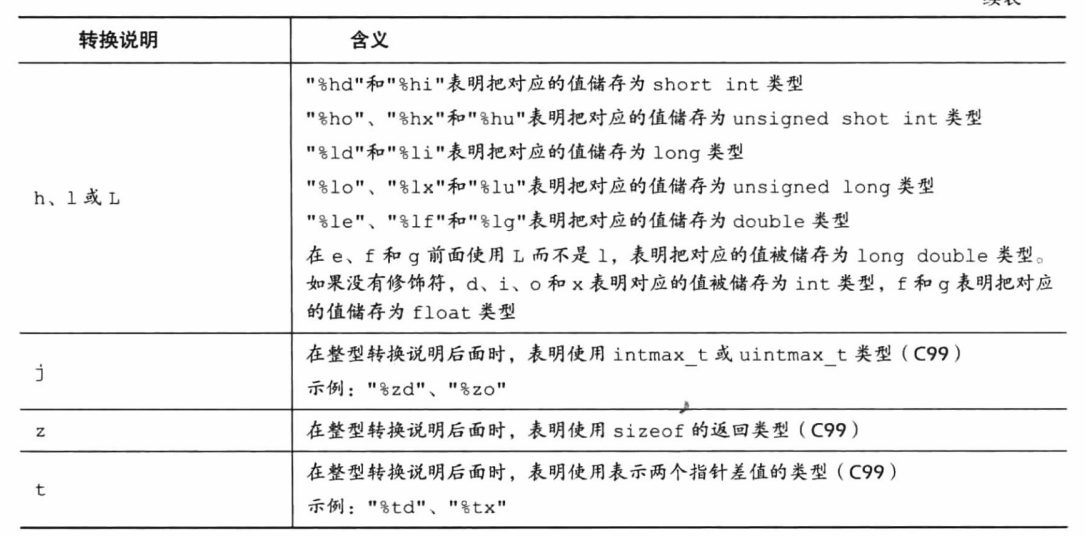 转换说明 含义
"%hd"和"%hi"表明把对应的值储存为 short int 类型
"%ho"、"%hx"和"%hu"表明把对应的值储存为 unsigned shot int 类型
"%ld"和"%li"表明把对应的值储存为 long 类型
"%lo"、"%lx"和"%lu"表明把对应的值储存为 unsigned long 类型
h、l 或 L
"%le"、"%lf"和"%lg"表明把对应的值储存为 double 类型
在 e、f 和 g 前面使用 L 而不是 l，表明把对应的值被储存为 long double 类型。
如果没有修饰符，d、i、o 和 x 表明对应的值被储存为 int 类型，f 和 g 表明把对应
的值储存为 float 类型
j
在整型转换说明后面时，表明使用 intmax_t 或 uintmax_t 类型（C99）
示例："%zd"、"%zo"
z 在整型转换说明后面时，表明使用 sizeof 的返回类型（C99）
t
在整型转换说明后面时，表明使用表示两个指针差值的类型（C99）
示例："%td"、"%tx"